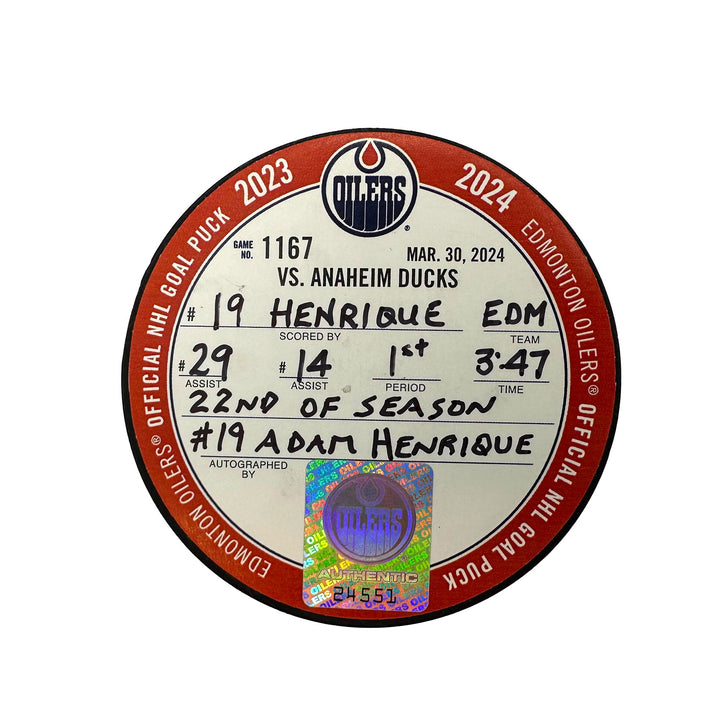 2023
OILERS®
2024
EDMONTON OILERS® OFFICIAL NHL GOAL PUCK
EDMONTON OILERS® OFFICIAL NHL GOAL PUCK
GAME NO. 1167
MAR. 30, 2024
VS. ANAHEIM DUCKS
# 19 HENRIQUE EDM
SCORED BY TEAM
# 29 # 14 1st 3:47
ASSIST ASSIST PERIOD TIME
22ND OF SEASON
#19 ADAM HENRIQUE
AUTOGRAPHED BY
OILERS
AUTHENTIC
24551